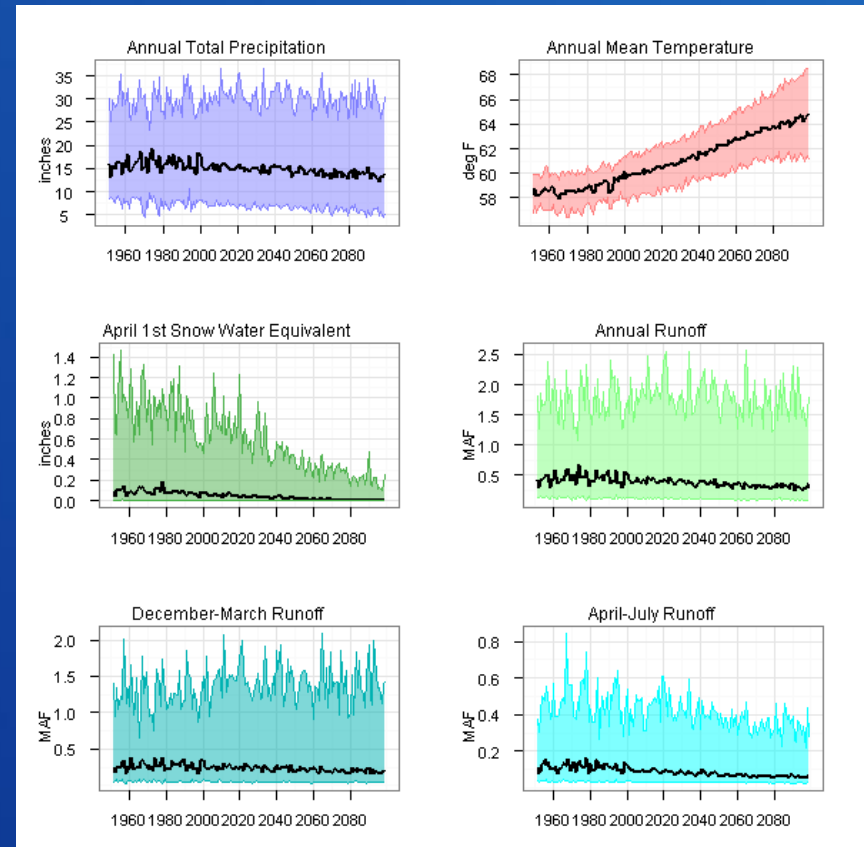 Annual Total Precipitation
inches
35
30
25
20
15
10
5
1960 1980 2000 2020 2040 2060 2080
Annual Mean Temperature
deg F
68
66
64
62
60
58
1960 1980 2000 2020 2040 2060 2080
April 1st Snow Water Equivalent
inches
1.4
1.2
1.0
0.8
0.6
0.4
0.2
0.0
1960 1980 2000 2020 2040 2060 2080
Annual Runoff
MAF
2.5
2.0
1.5
1.0
0.5
1960 1980 2000 2020 2040 2060 2080
December-March Runoff
MAF
2.0
1.5
1.0
0.5
1960 1980 2000 2020 2040 2060 2080
April-July Runoff
MAF
0.8
0.6
0.4
0.2
1960 1980 2000 2020 2040 2060 2080